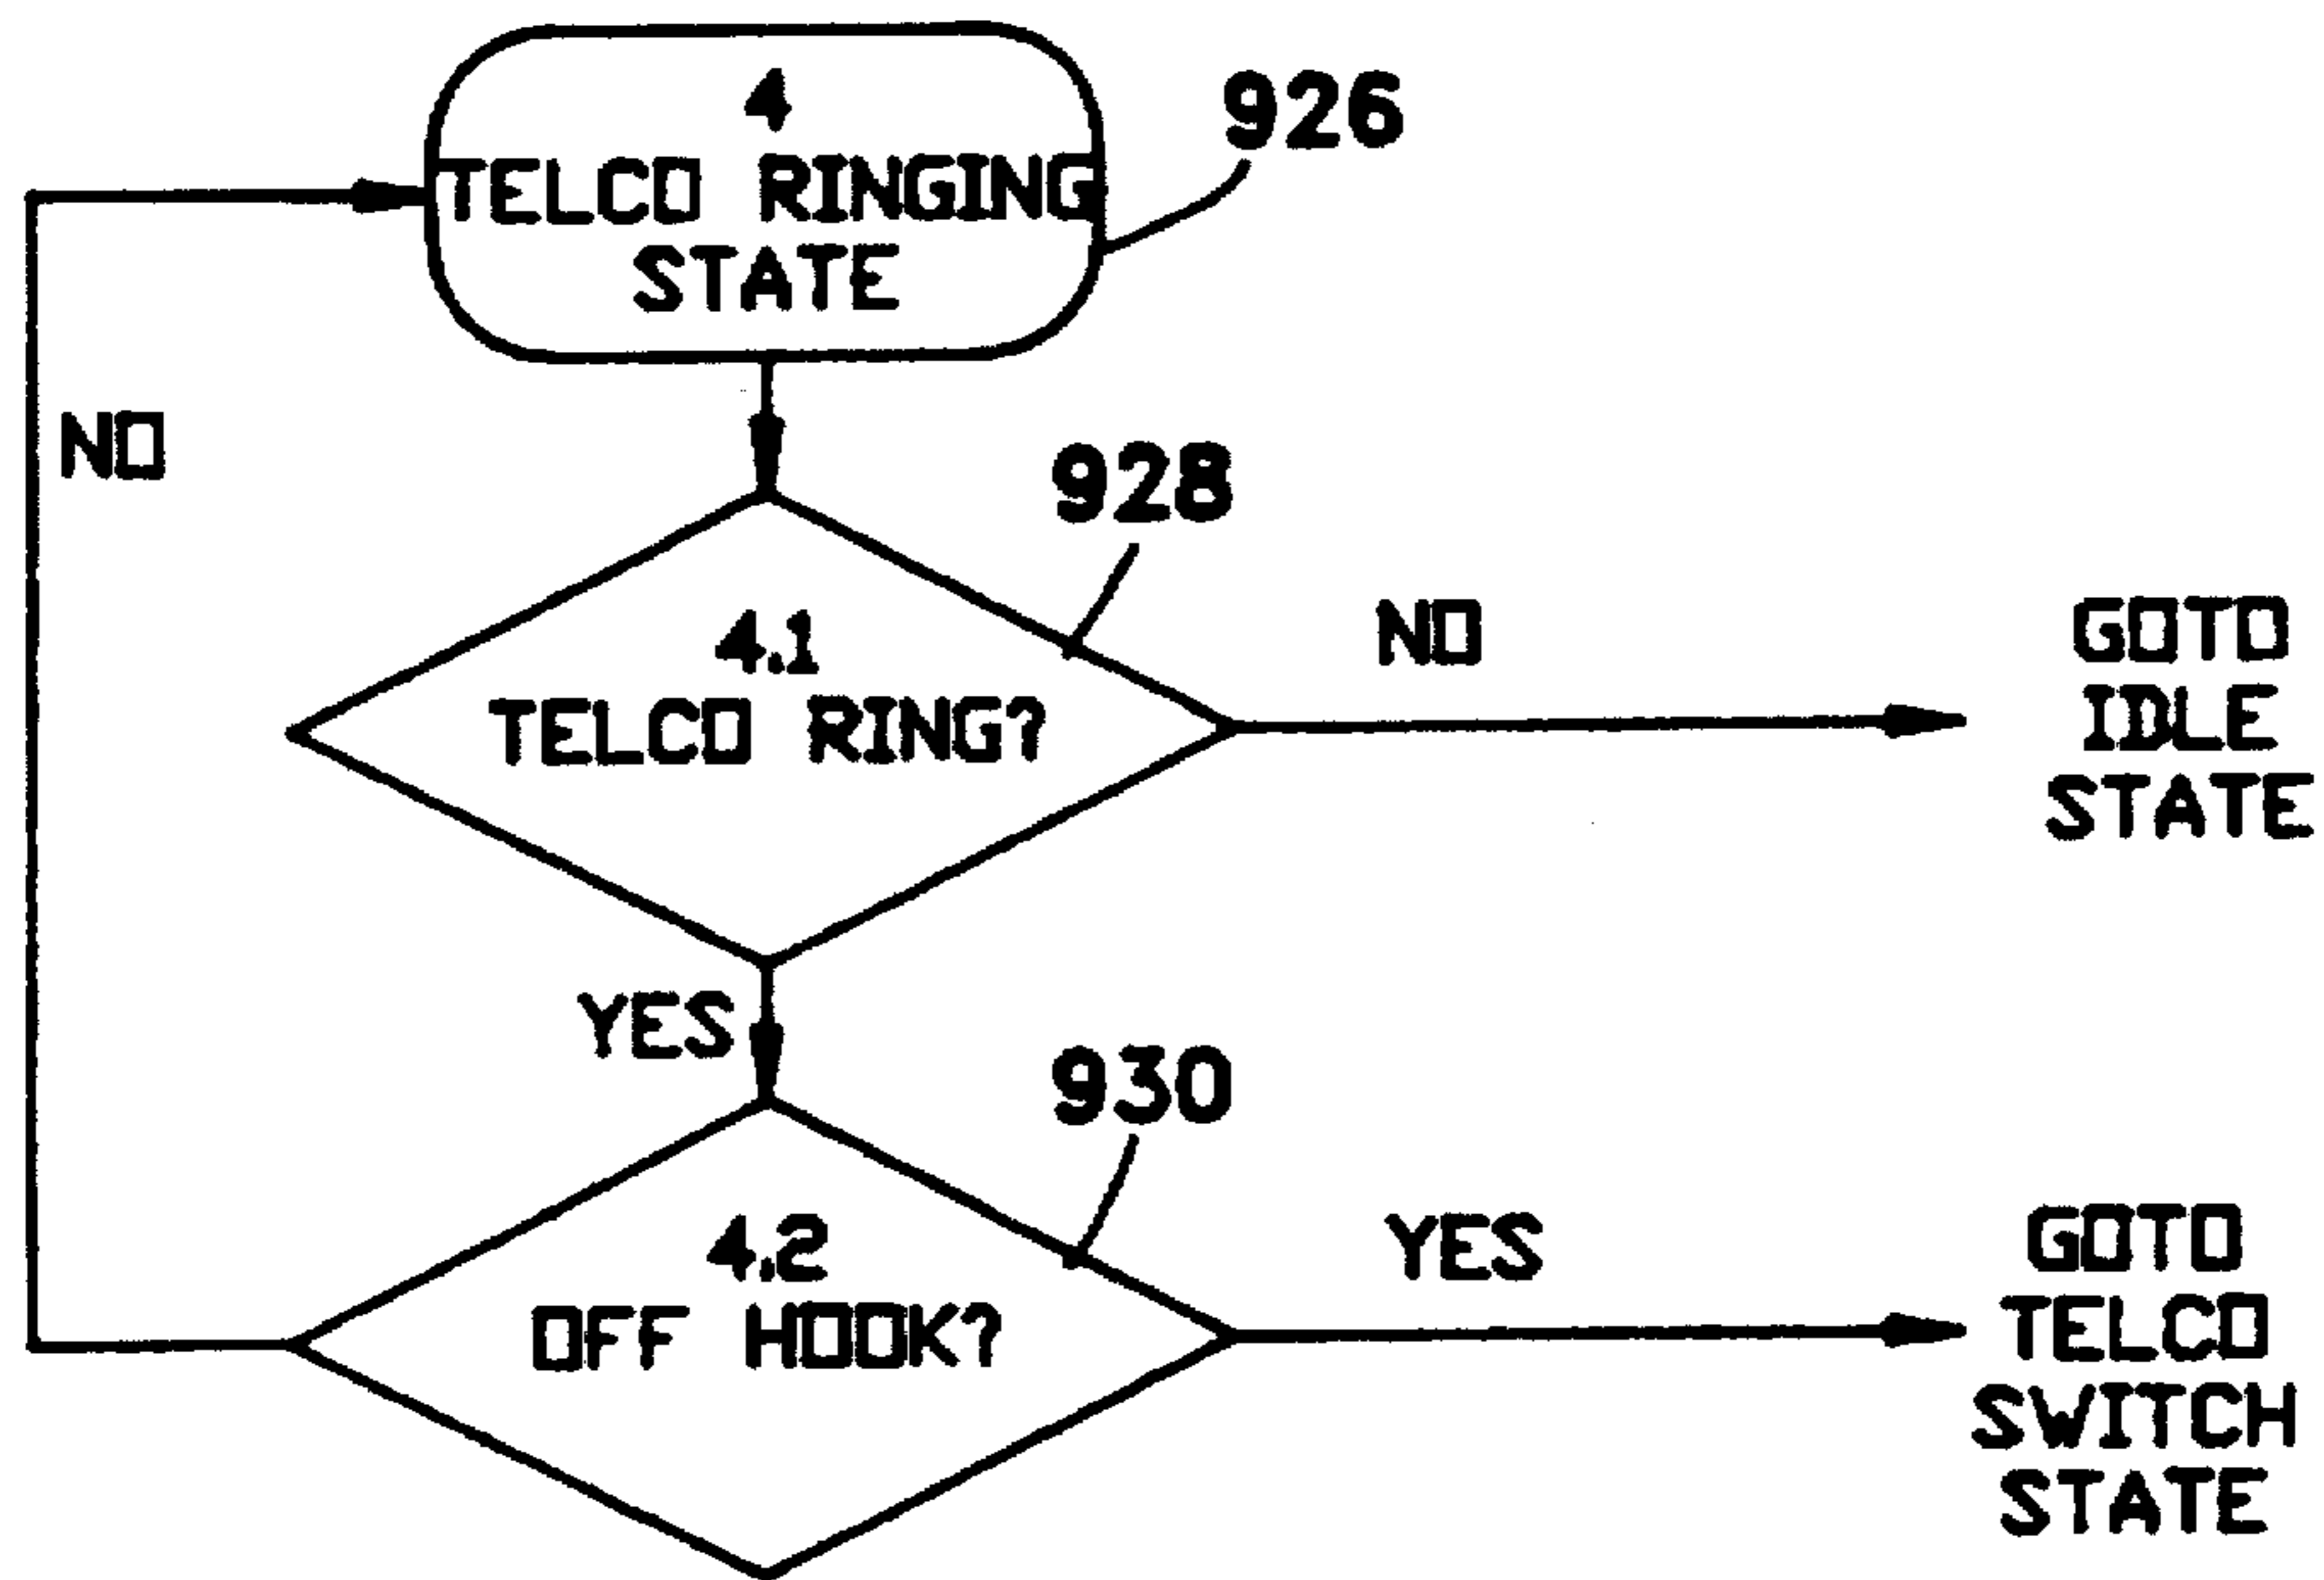 4
TELCO RINGING
STATE
926
NO
928
4.1
TELCO RING?
NO
GOTO
IDLE
STATE
YES
930
4.2
OFF HOOK?
YES
GOTO
TELCO
SWITCH
STATE